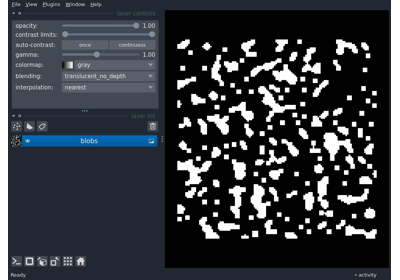 File View Plugins Window Help
layer controls
opacity: 1.00
contrast limits:
auto-contrast: once continuous
gamma: 1.00
colormap: gray
blending: translucent_no_depth
interpolation: nearest
layer list
blobs
Ready activity